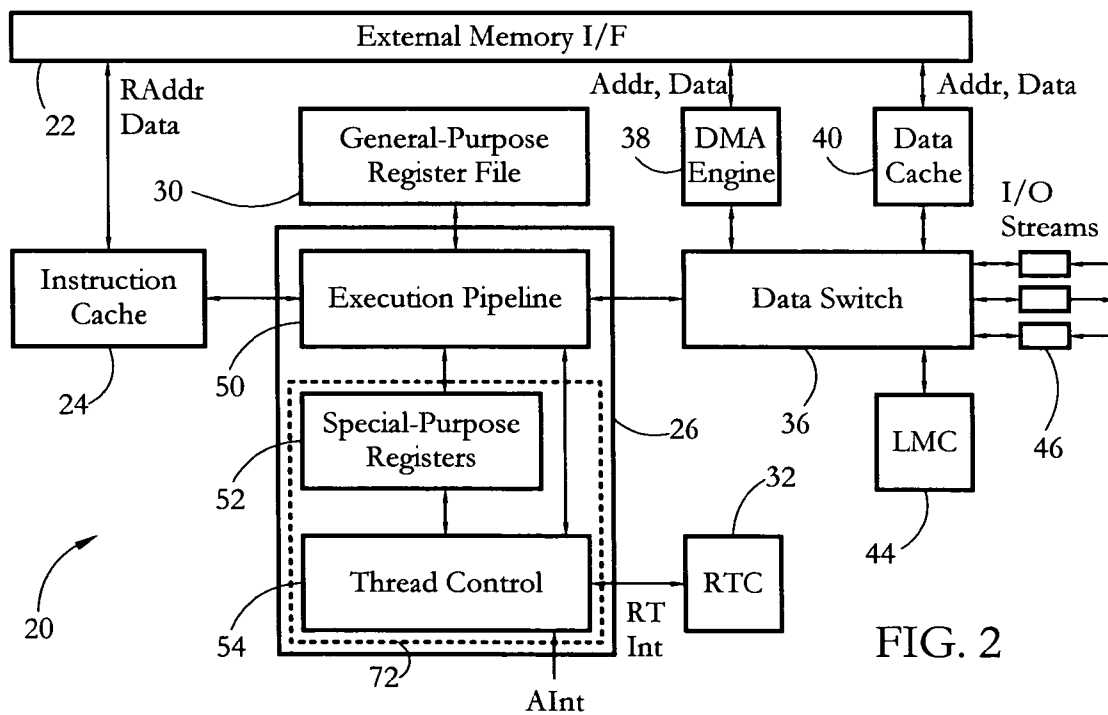 External Memory I/F
22
RAddr
Data
Addr, Data
Addr, Data
General-Purpose
Register File
30
38
DMA
Engine
40
Data
Cache
I/O
Streams
Instruction
Cache
24
Execution Pipeline
50
Data Switch
36
46
Special-Purpose
Registers
52
26
LMC
44
32
RTC
Thread Control
54
72
RT
Int
AInt
20
FIG. 2